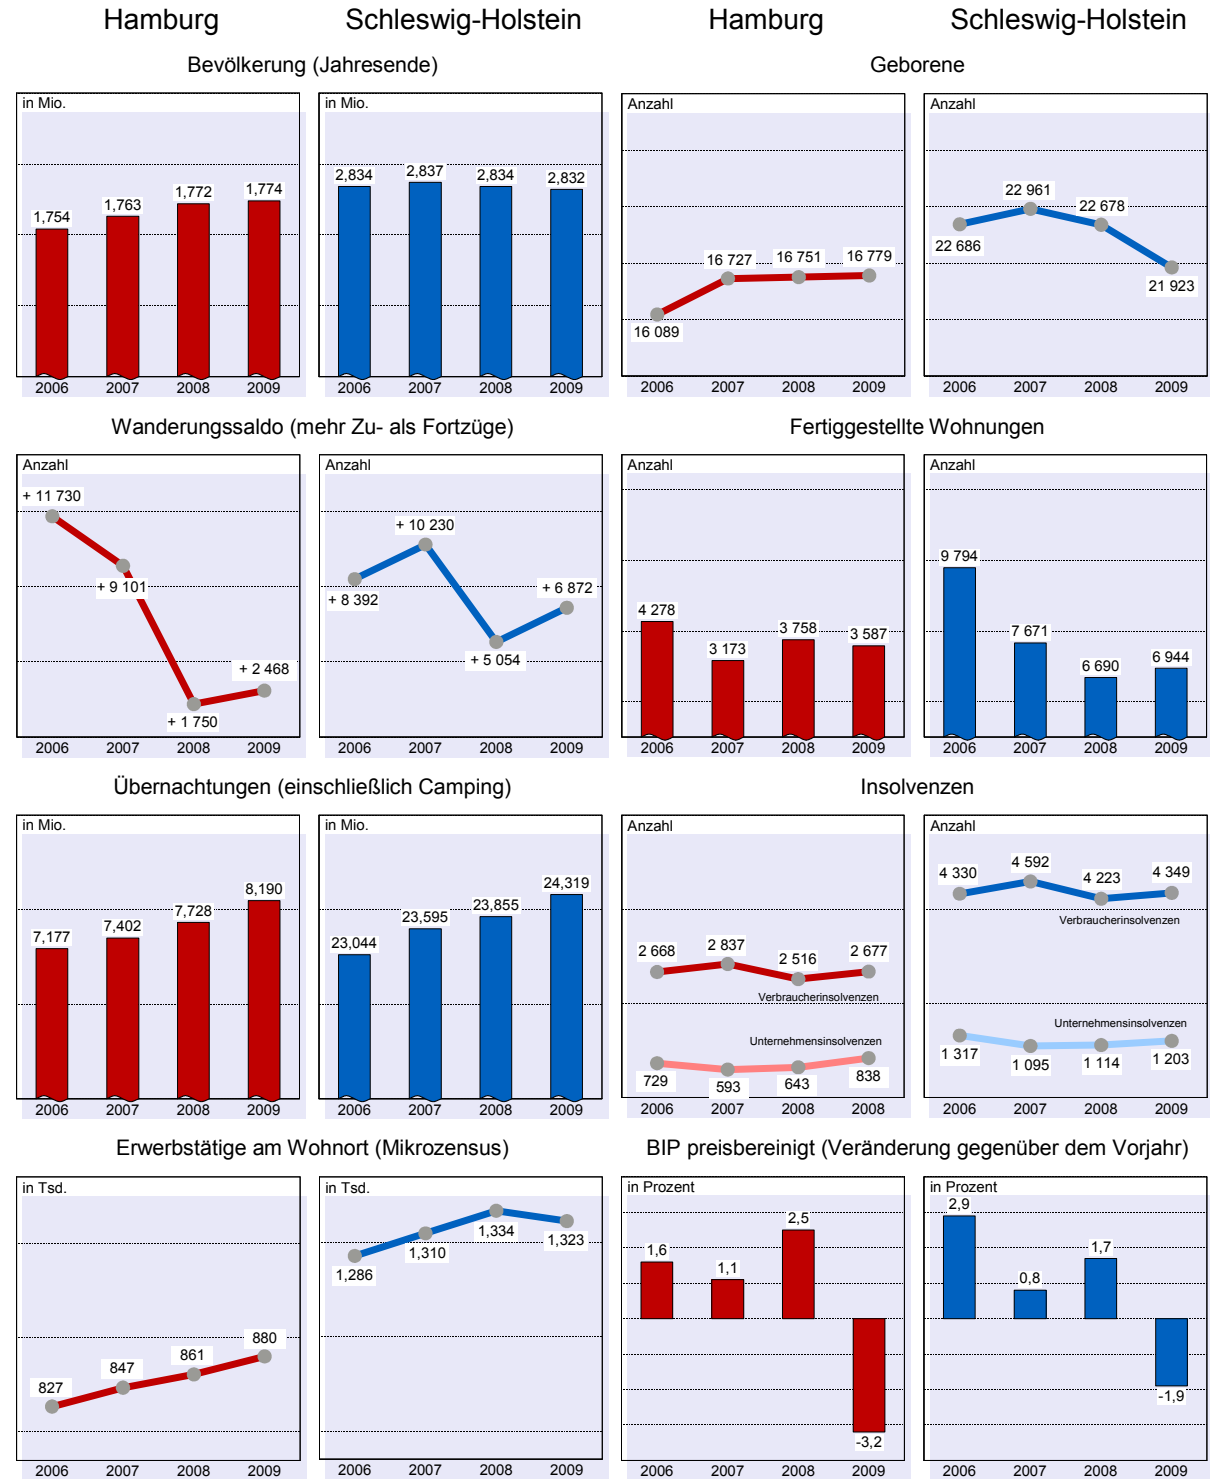 Hamburg Schleswig-Holstein Hamburg Schleswig-Holstein
Bevölkerung (Jahresende)
in Mio.
1,754 1,763 1,772 1,774
2006 2007 2008 2009
in Mio.
2,834 2,837 2,834 2,832
2006 2007 2008 2009
Geborene
Anzahl
16 089 16 727 16 751 16 779
2006 2007 2008 2009
Anzahl
22 686 22 961 22 678 21 923
2006 2007 2008 2009
Wanderungssaldo (mehr Zu- als Fortzüge)
Anzahl
+ 11 730 + 9 101 + 1 750 + 2 468
2006 2007 2008 2009
Anzahl
+ 8 392 + 10 230 + 5 054 + 6 872
2006 2007 2008 2009
Fertiggestellte Wohnungen
Anzahl
4 278 3 173 3 758 3 587
2006 2007 2008 2009
Anzahl
9 794 7 671 6 690 6 944
2006 2007 2008 2009
Übernachtungen (einschließlich Camping)
in Mio.
7,177 7,402 7,728 8,190
2006 2007 2008 2009
in Mio.
23,044 23,595 23,855 24,319
2006 2007 2008 2009
Insolvenzen
Anzahl
2 668 2 837 2 516 2 677
Verbraucherinsolvenzen
Unternehmensinsolvenzen
729 593 643 838
2006 2007 2008 2008
Anzahl
4 330 4 592 4 223 4 349
Verbraucherinsolvenzen
Unternehmensinsolvenzen
1 317 1 095 1 114 1 203
2006 2007 2008 2009
Erwerbstätige am Wohnort (Mikrozensus)
in Tsd.
827 847 861 880
2006 2007 2008 2009
in Tsd.
1,286 1,310 1,334 1,323
2006 2007 2008 2009
BIP preisbereinigt (Veränderung gegenüber dem Vorjahr)
in Prozent
1,6 1,1 2,5 -3,2
2006 2007 2008 2009
in Prozent
2,9 0,8 1,7 -1,9
2006 2007 2008 2009